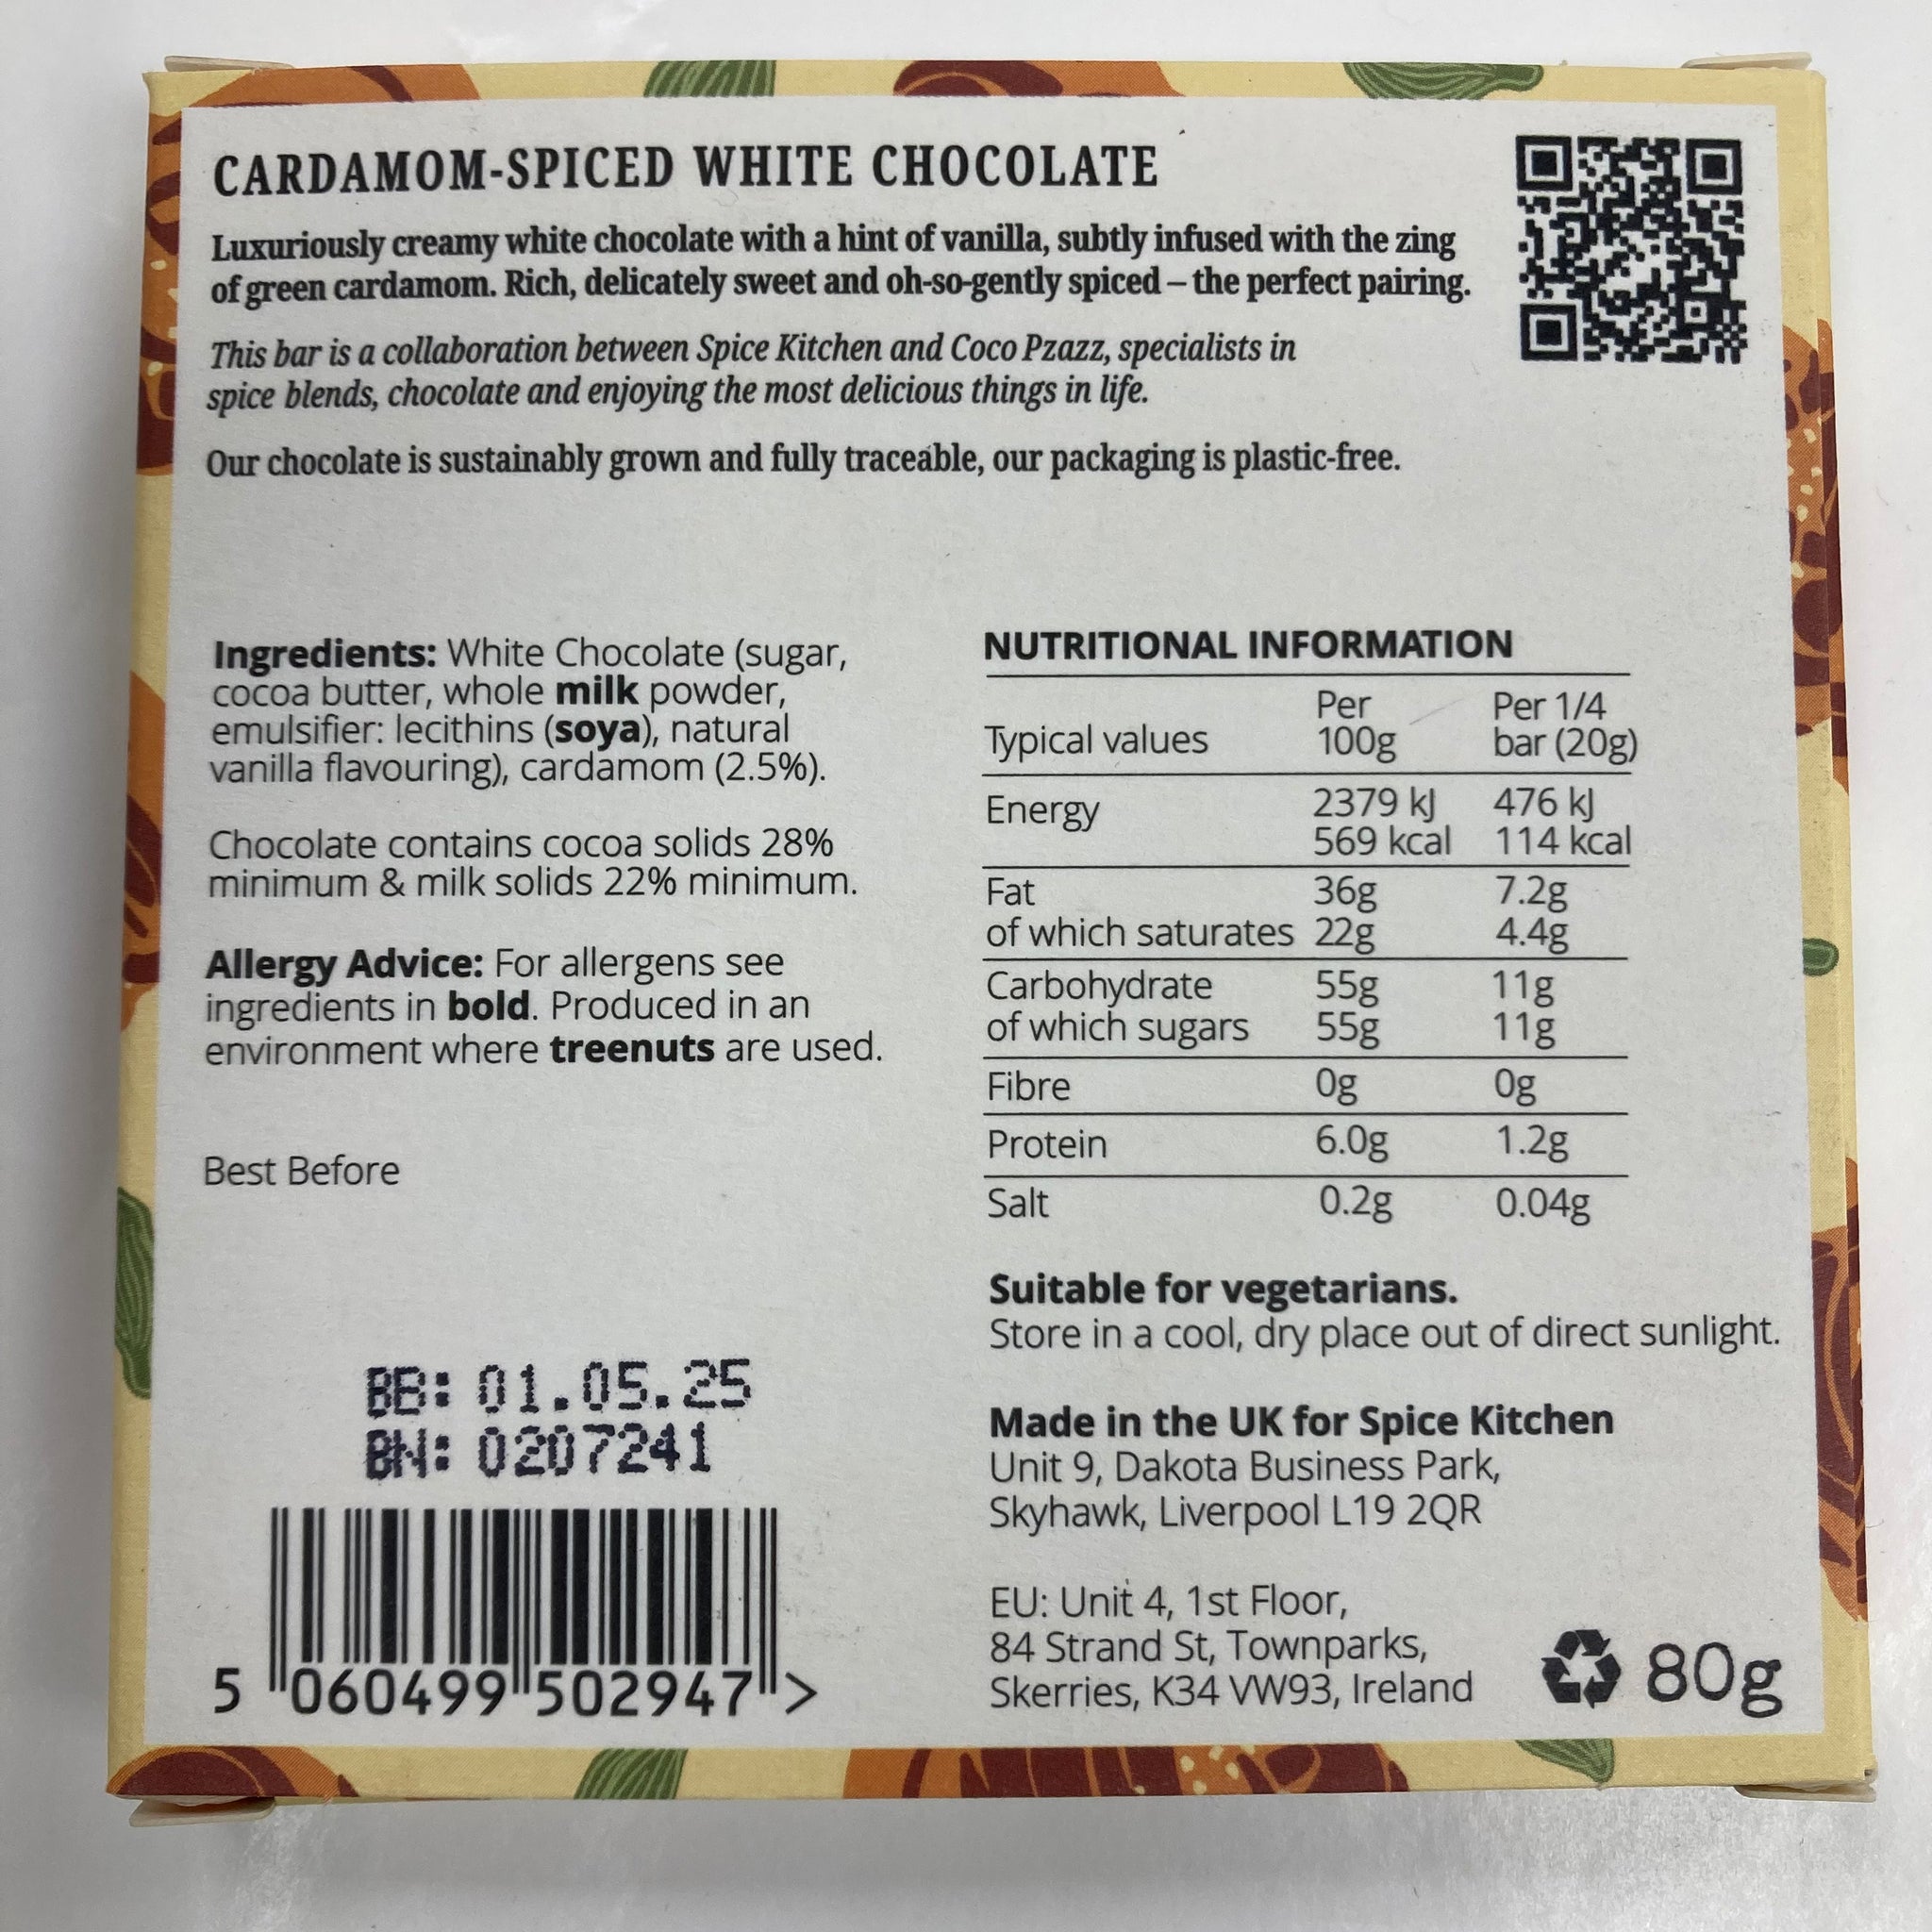 CARDAMOM-SPICED WHITE CHOCOLATE
Luxuriously creamy white chocolate with a hint of vanilla, subtly infused with the zing
of green cardamom. Rich, delicately sweet and oh-so-gently spiced – the perfect pairing.
This bar is a collaboration between Spice Kitchen and Coco Pzazz, specialists in
spice blends, chocolate and enjoying the most delicious things in life.
Our chocolate is sustainably grown and fully traceable, our packaging is plastic-free.
Ingredients: White Chocolate (sugar,
cocoa butter, whole milk powder,
emulsifier: lecithins (soya), natural
vanilla flavouring), cardamom (2.5%).
Chocolate contains cocoa solids 28%
minimum & milk solids 22% minimum.
Allergy Advice: For allergens see
ingredients in bold. Produced in an
environment where treenuts are used.
Best Before
BB: 01.05.25
BN: 0207241
5 060499 502947 >
NUTRITIONAL INFORMATION
Typical values Per 100g Per 1/4 bar (20g)
Energy 2379 kJ 476 kJ
569 kcal 114 kcal
Fat 36g 7.2g
of which saturates 22g 4.4g
Carbohydrate 55g 11g
of which sugars 55g 11g
Fibre 0g 0g
Protein 6.0g 1.2g
Salt 0.2g 0.04g
Suitable for vegetarians.
Store in a cool, dry place out of direct sunlight.
Made in the UK for Spice Kitchen
Unit 9, Dakota Business Park,
Skyhawk, Liverpool L19 2QR
EU: Unit 4, 1st Floor,
84 Strand St, Townparks,
Skerries, K34 VW93, Ireland
80g